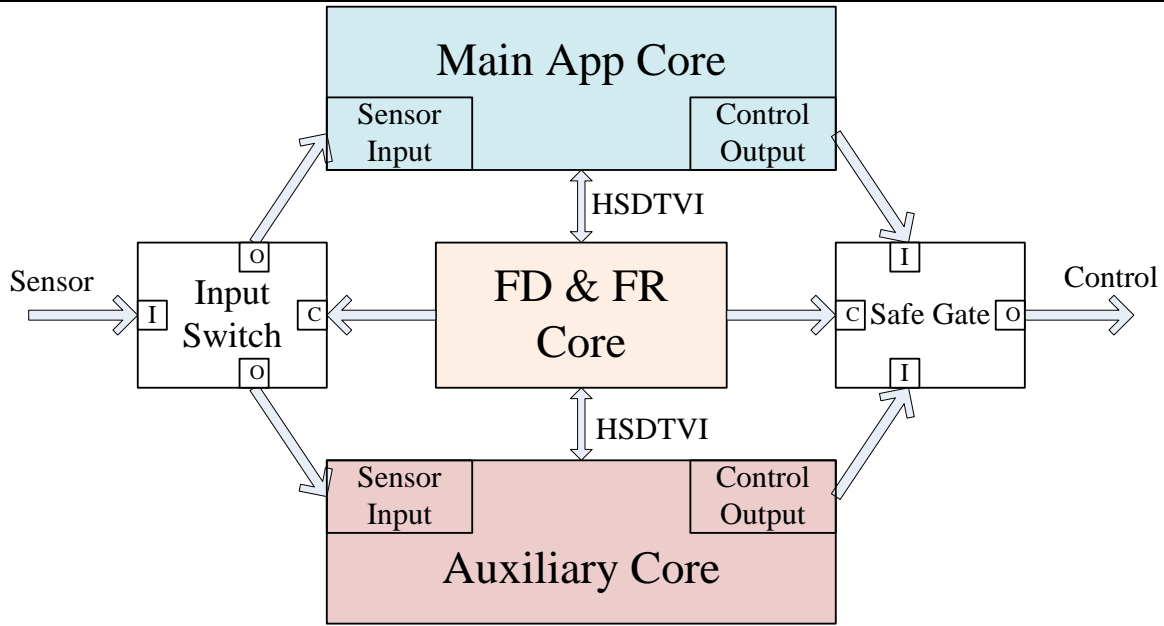 Main App Core
Sensor
Input
Control
Output
HSDTVI
Sensor
I
O
Input
Switch
C
O
FD & FR
Core
I
C
Safe Gate
O
I
Control
HSDTVI
Sensor
Input
Control
Output
Auxiliary Core